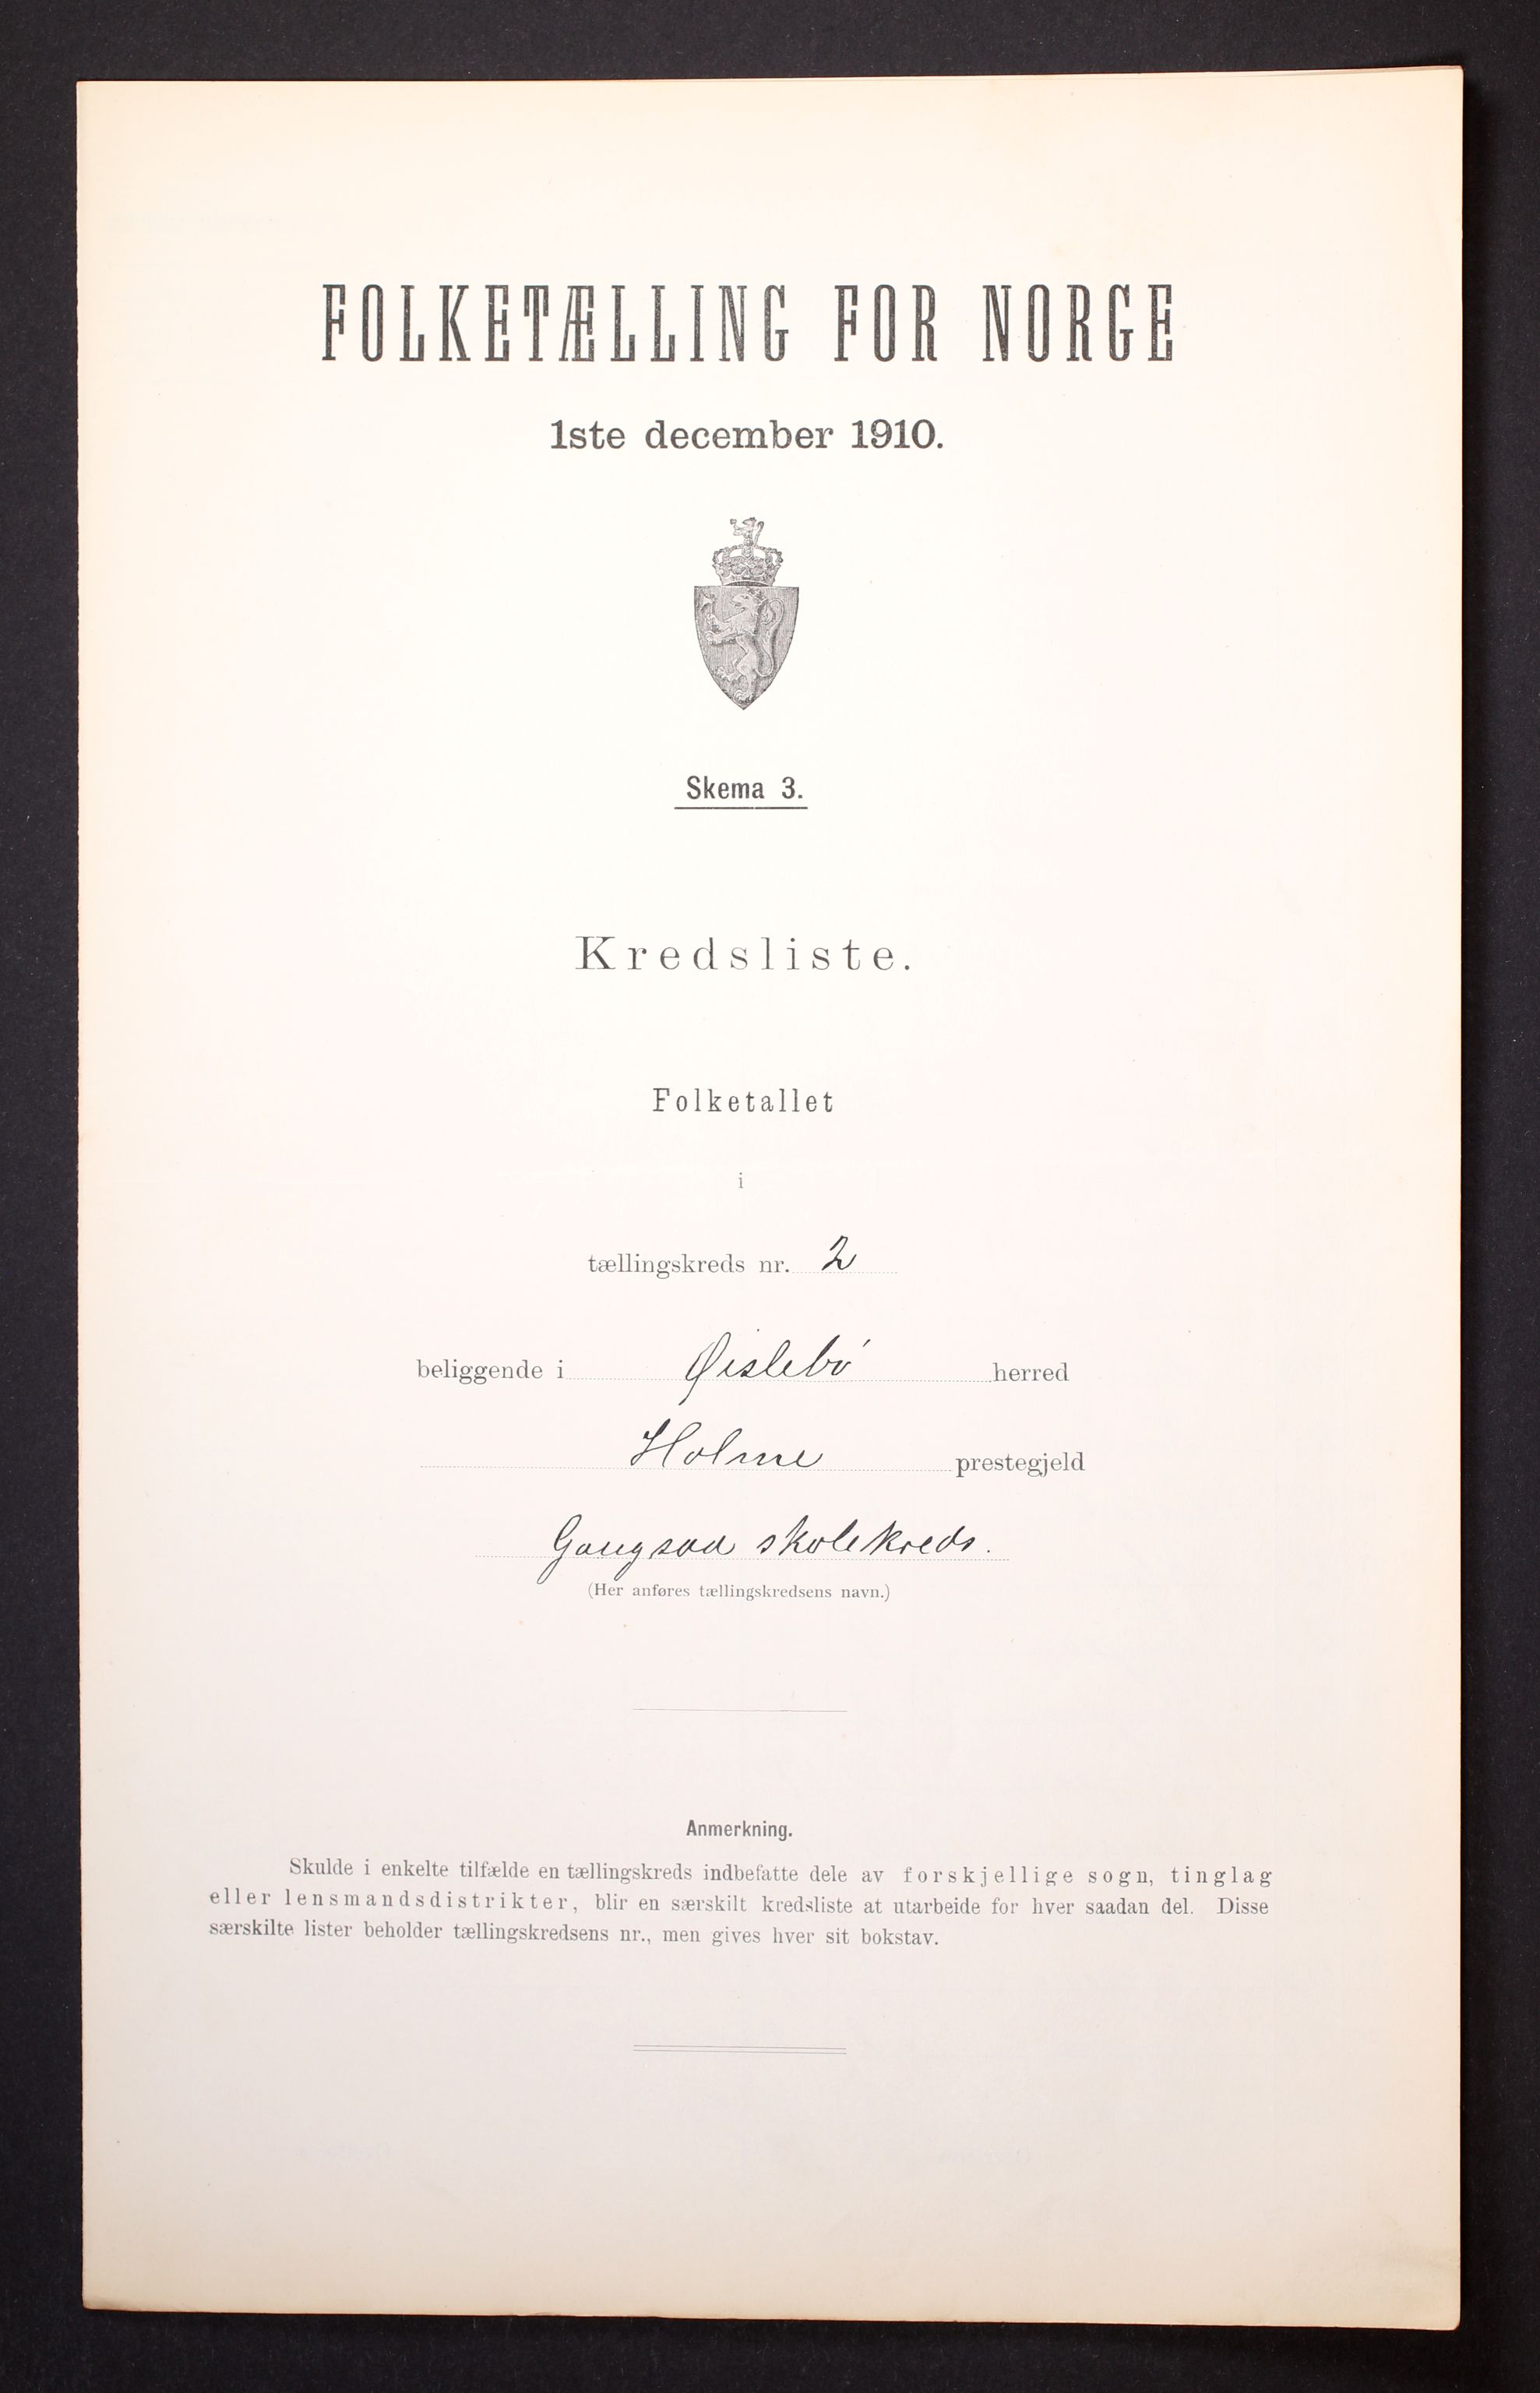 FOLKETÆLLING FOR NORGE
1ste december 1910.
Skema 3.
Kredsliste.
Folketallet
i
tællingskreds nr. 2
beliggende i Øislebø herred
Holme prestegjeld
skolekreds.
(Her anføres tællingskredsens navn.)
Anmerkning.
Skulde i enkelte tilfælde en tællingskreds indbefatte dele av forskjellige sogn, tinglag
eller lensmandsdistrikter, blir en særskilt kredsliste at utarbeide for hver saadan del. Disse
særskilte lister beholder tællingskredsens nr., men gives hver sit bokstav.